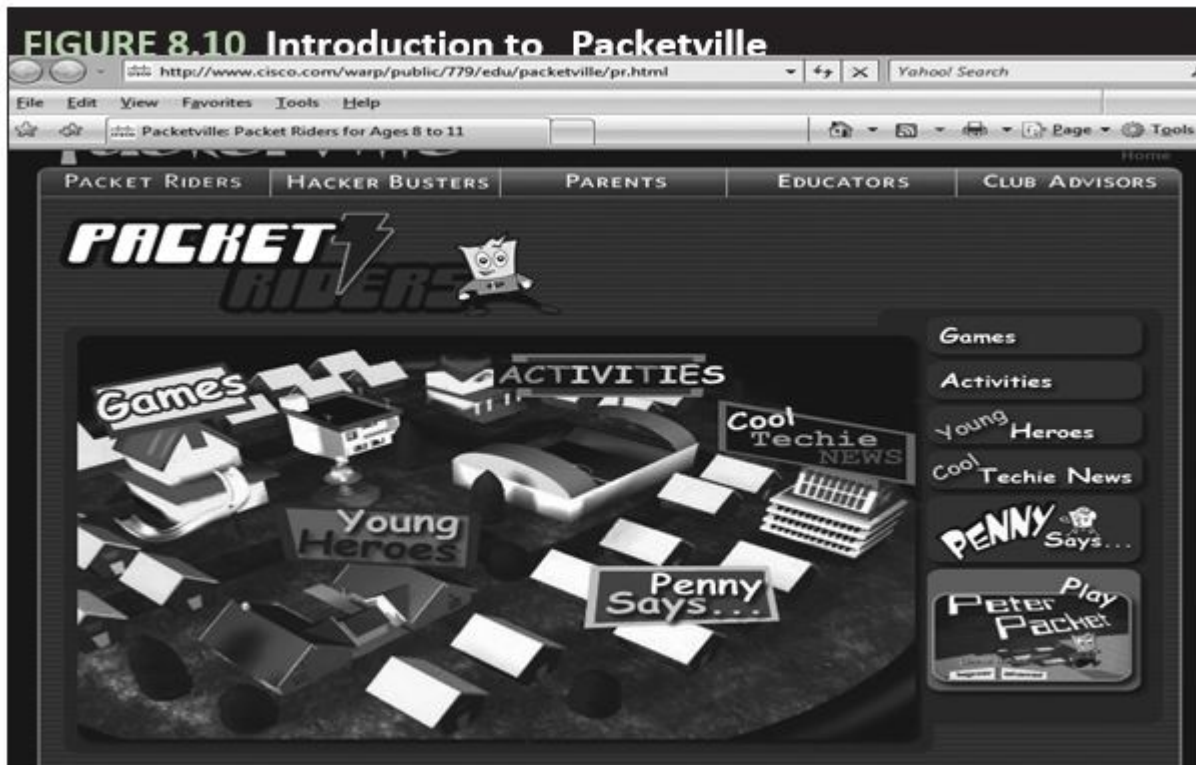 FIGURE 8.10 Introduction to Packetville
http://www.cisco.com/warp/public/779/edu/packetville/pr.html Yahoo! Search
File Edit View Favorites Tools Help
Packetville: Packet Riders for Ages 8 to 11 Page Tools
Home
PACKET RIDERS HACKER BUSTERS PARENTS EDUCATORS CLUB ADVISORS
PACKET
RIDERS
Games
ACTIVITIES
Cool
Techie
NEWS
Young
Heroes
Penny
Says...
Games
Activities
Young Heroes
Cool Techie News
PENNY Says...
Play
Peter
Packet